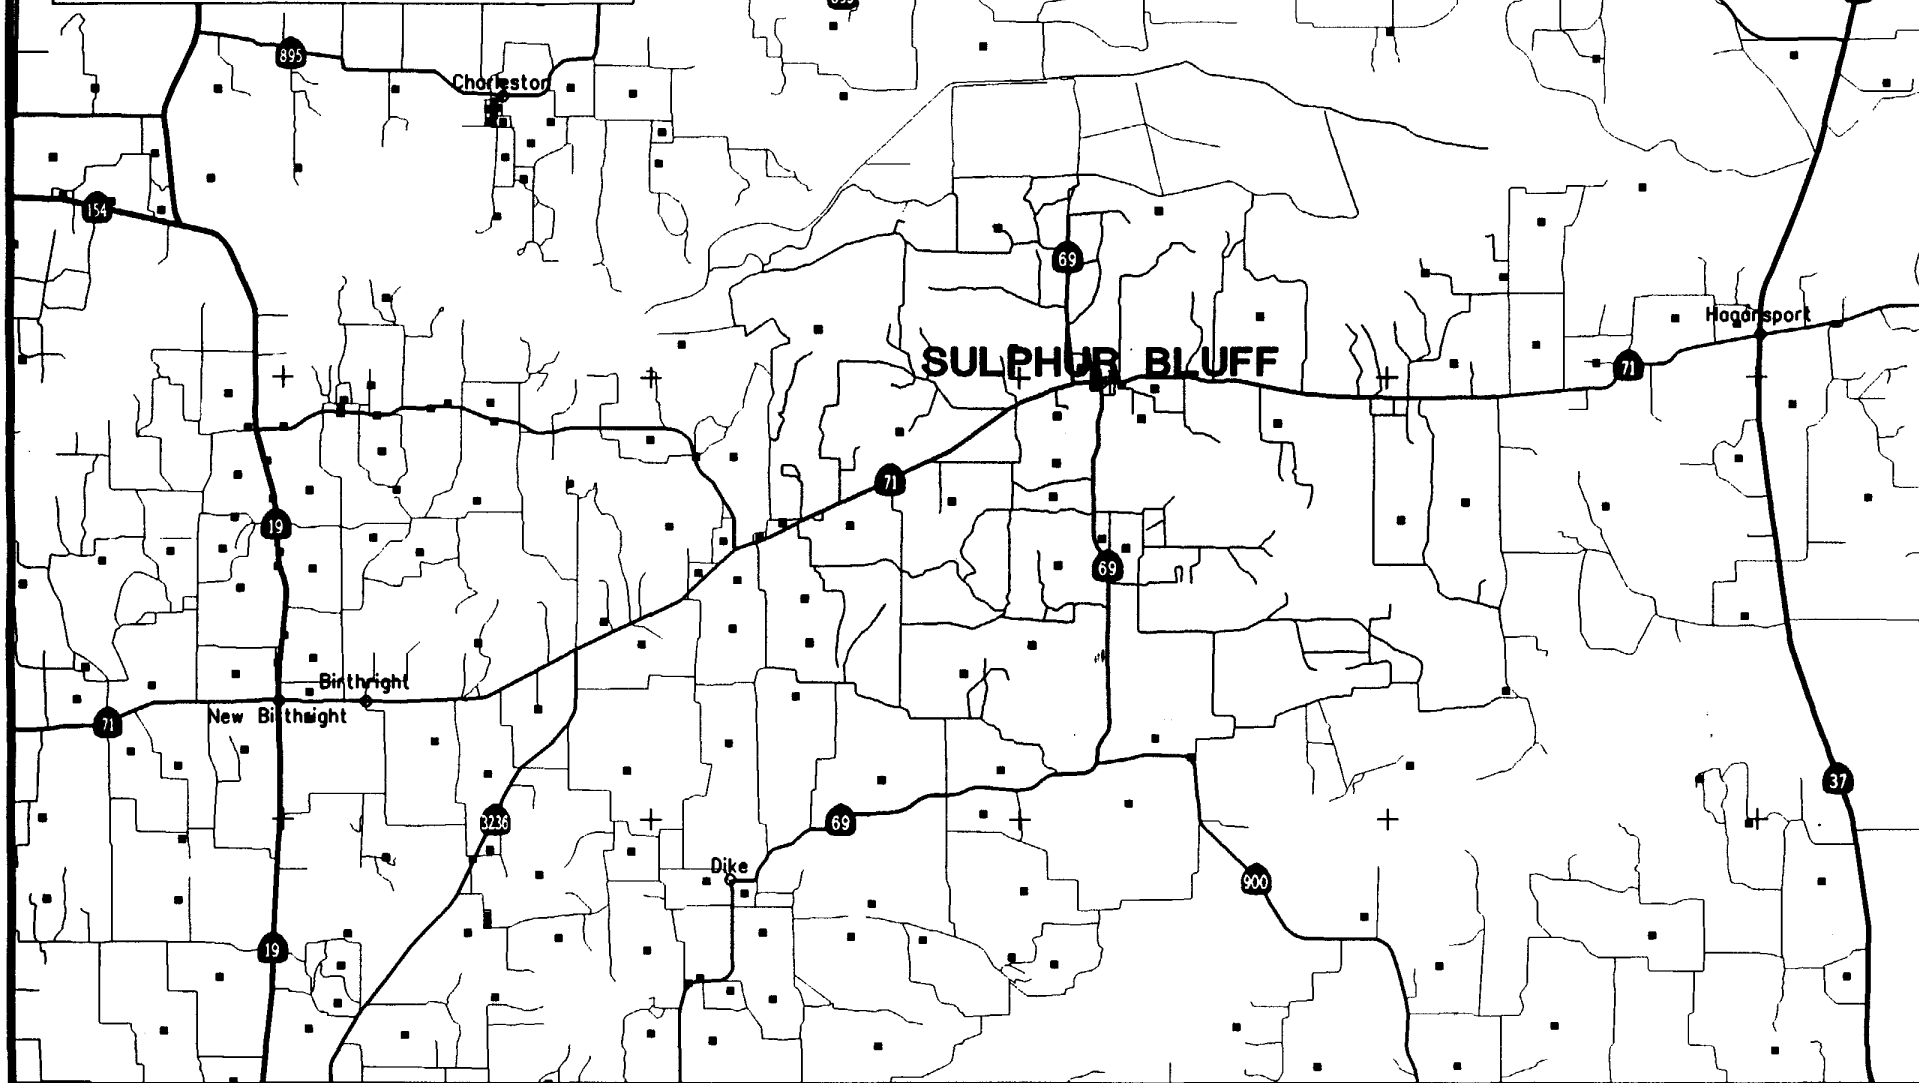 895
Charleston
154
69
Hagansport
SULPHUR BLUFF
71
71
19
69
Birthright
New Birthright
71
37
3236
69
Dike
900
19